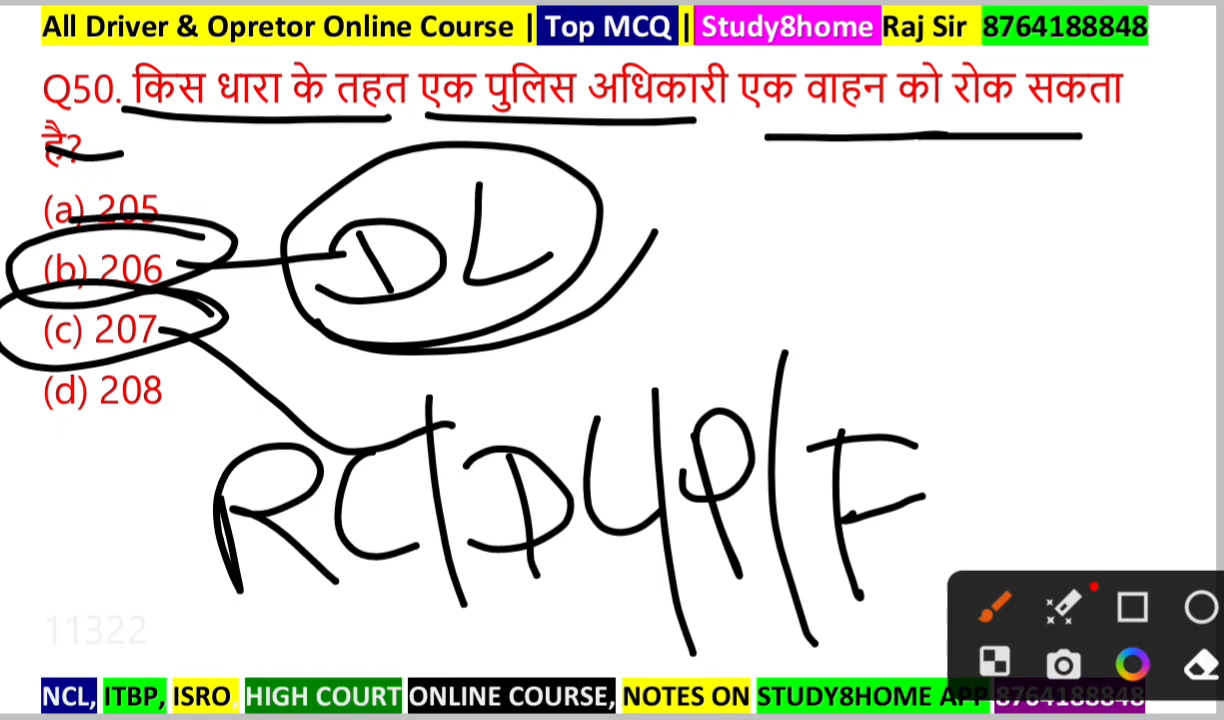 All Driver & Opretor Online Course | Top MCQ | Study8home Raj Sir 8764188848
Q50. किस धारा के तहत एक पुलिस अधिकारी एक वाहन को रोक सकता
है?
(a) 205
(b) 206
DL
(c) 207
(d) 208
RC/DL/P/F
11322
NCL, ITBP, ISRO, HIGH COURT ONLINE COURSE, NOTES ON STUDY8HOME APP 8764188848